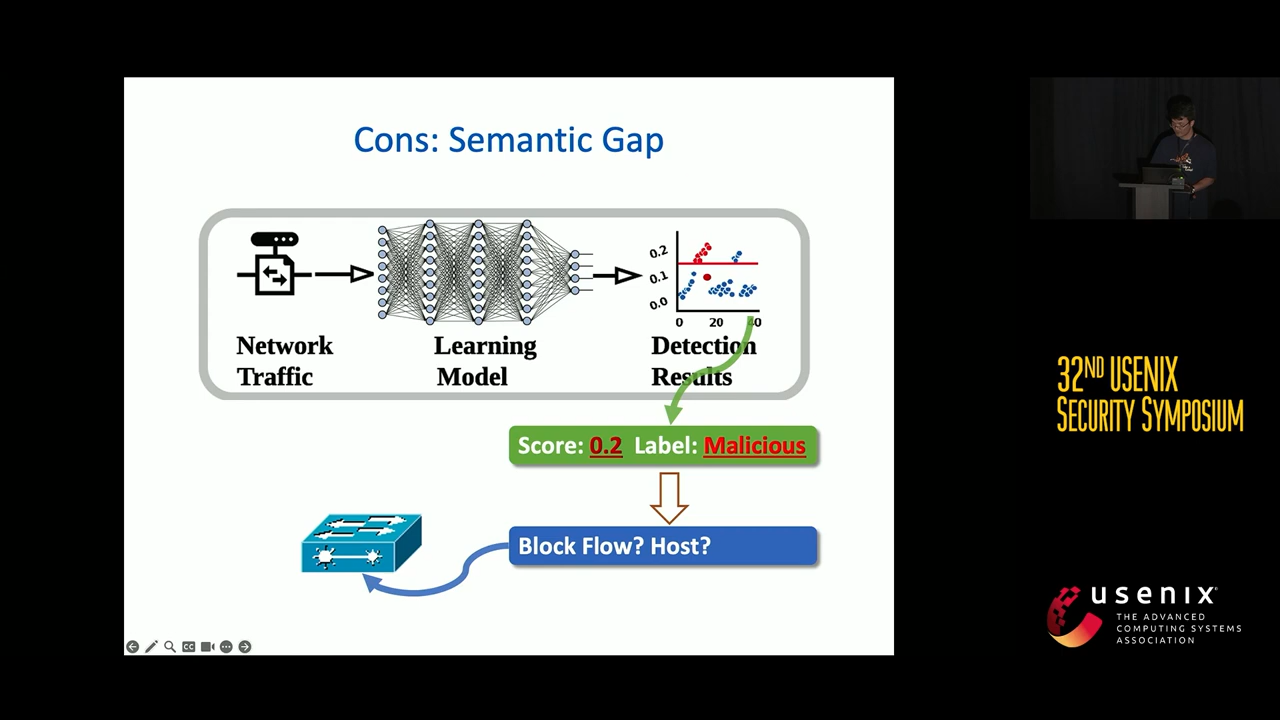 Cons: Semantic Gap
Network
Traffic
Learning
Model
0.2
0.1
0.0
0 20 40
Detection
Results
Score: 0.2 Label: Malicious
Block Flow? Host?
CC
32ND USENIX
SECURITY SYMPOSIUM
usenix
THE ADVANCED
COMPUTING SYSTEMS
ASSOCIATION